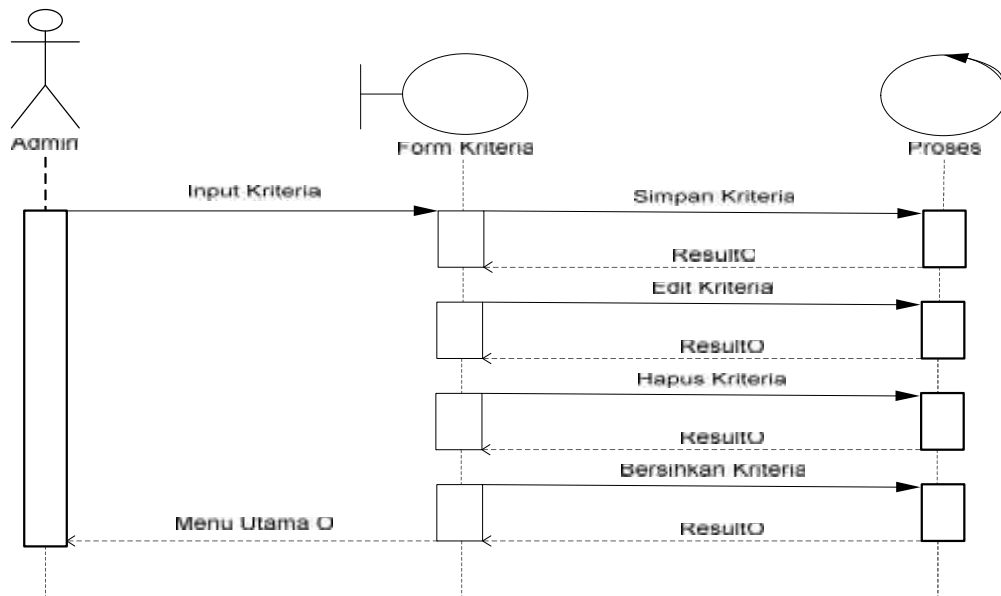 Admin
Form Kriteria
Proses
Input Kriteria
Simpan Kriteria
ResultO
Edit Kriteria
ResultO
Hapus Kriteria
ResultO
Bersihkan Kriteria
Menu Utama O
ResultO